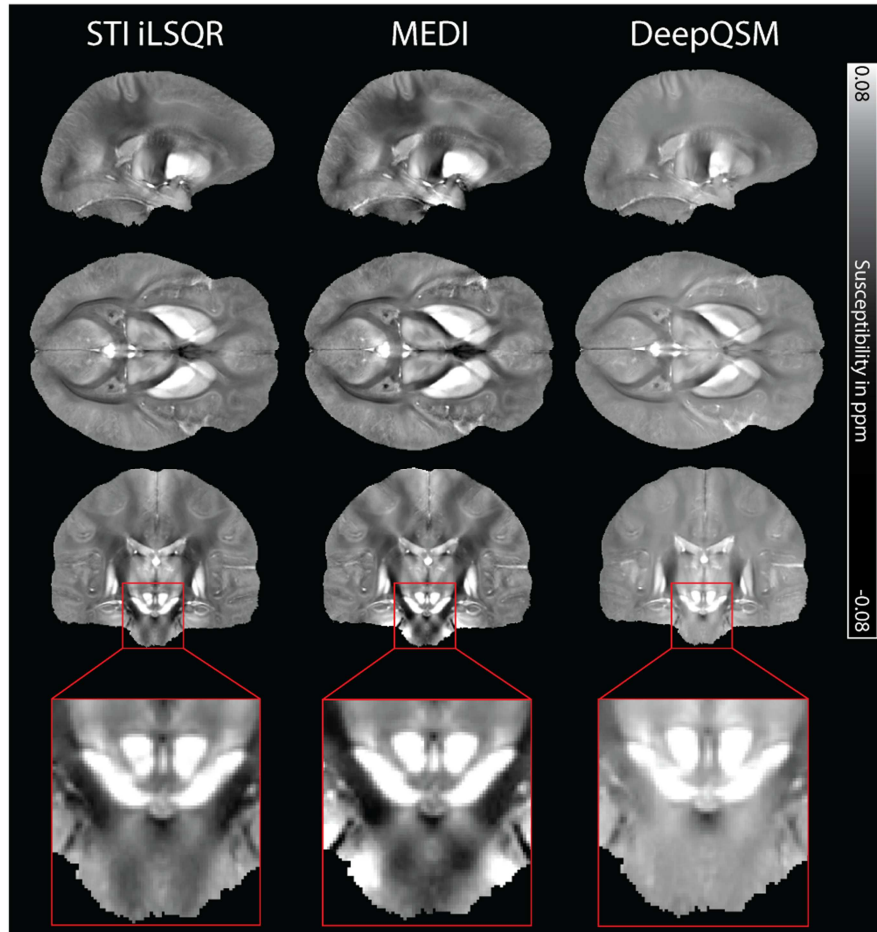 STI iLSQR
MEDI
DeepQSM
0.08
Susceptibility in ppm
-0.08